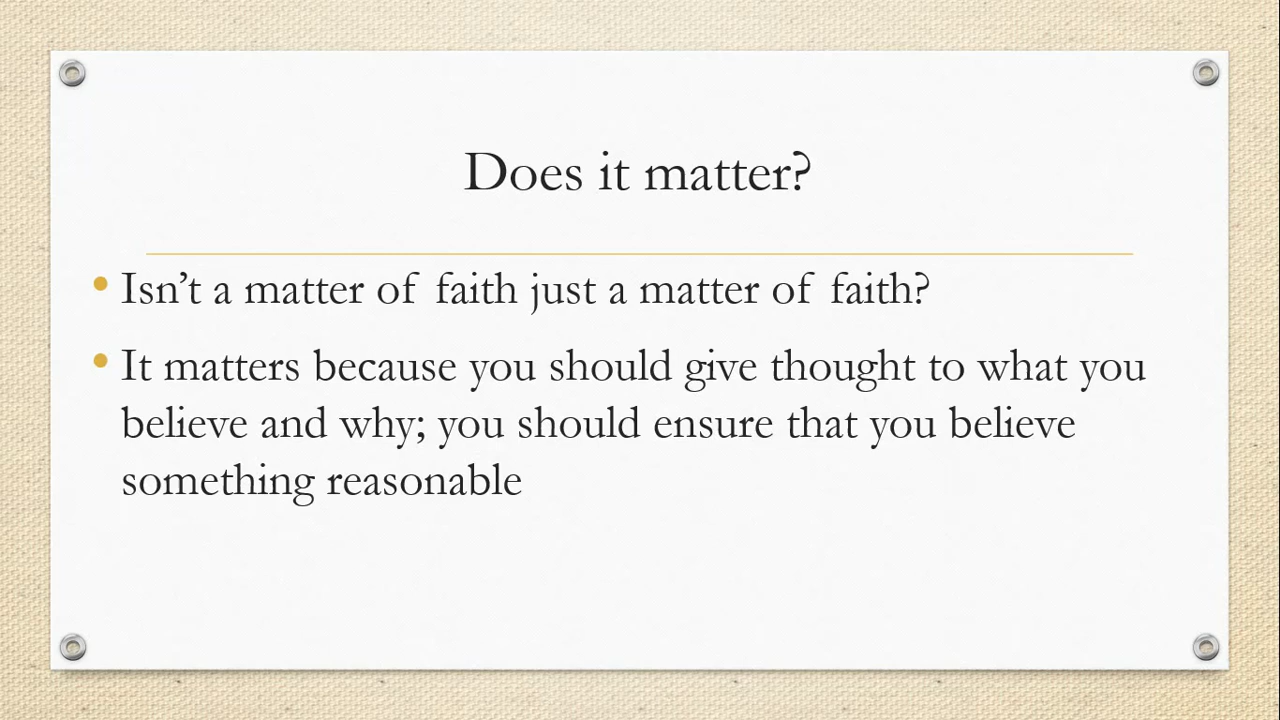 Does it matter?
• Isn’t a matter of faith just a matter of faith?
• It matters because you should give thought to what you
believe and why; you should ensure that you believe
something reasonable